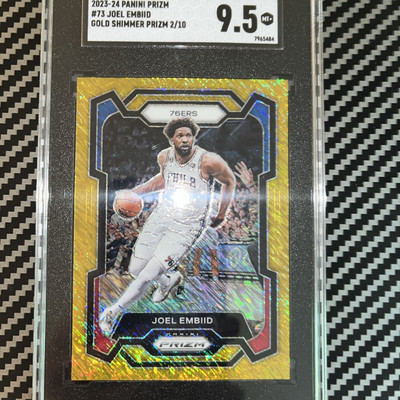 2023-24 PANINI PRIZM
#73 JOEL EMBIID
GOLD SHIMMER PRIZM 2/10
9.5
MT+
7965484
76ERS
PHILA
JOEL EMBIID
PANINI
PRIZM